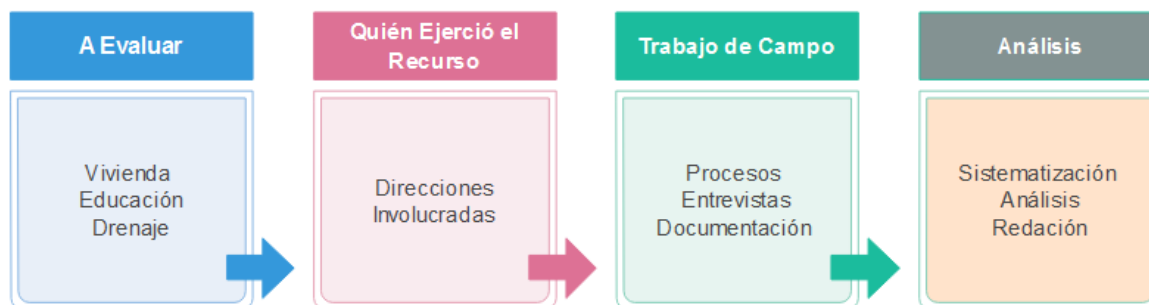 A Evaluar
Vivienda
Educación
Drenaje
Quién Ejerció el
Recurso
Direcciones
Involucradas
Trabajo de Campo
Procesos
Entrevistas
Documentación
Análisis
Sistematización
Análisis
Redación